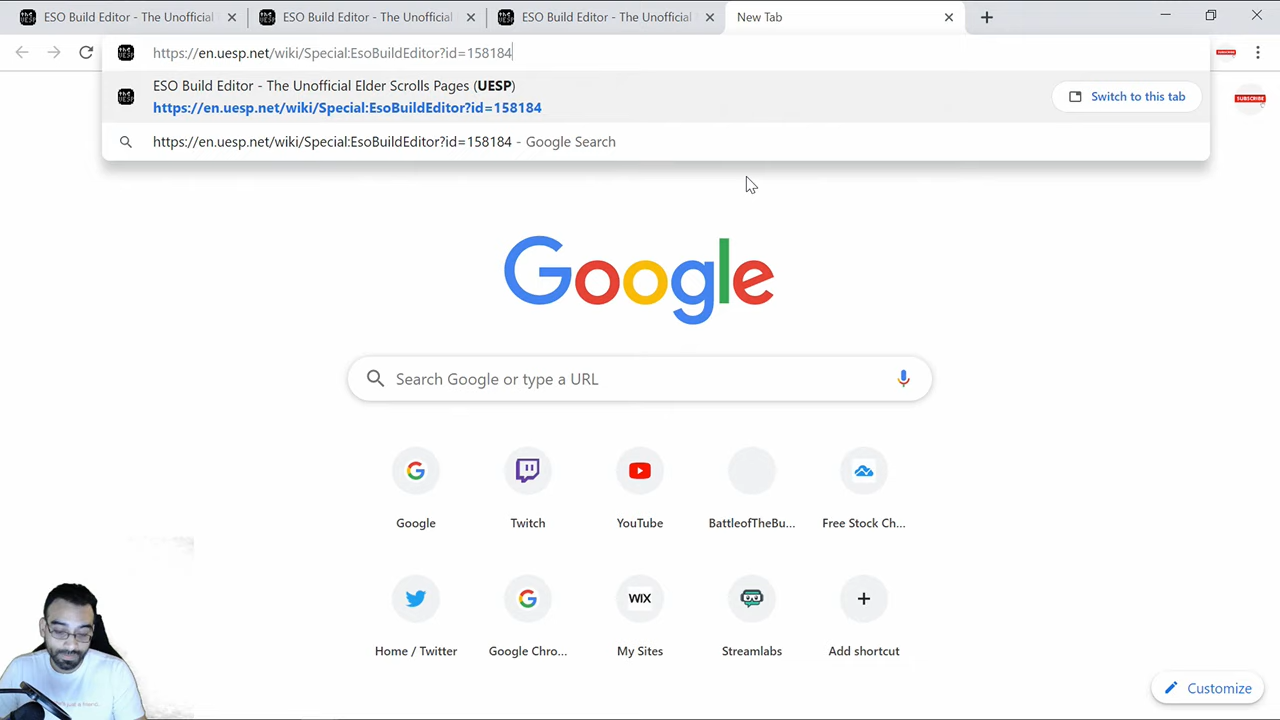 ESO Build Editor - The Unofficial
ESO Build Editor - The Unofficial
ESO Build Editor - The Unofficial
New Tab
https://en.uesp.net/wiki/Special:EsoBuildEditor?id=158184
ESO Build Editor - The Unofficial Elder Scrolls Pages (UESP)
https://en.uesp.net/wiki/Special:EsoBuildEditor?id=158184
Switch to this tab
https://en.uesp.net/wiki/Special:EsoBuildEditor?id=158184 - Google Search
SUBSCRIBE
Google
Search Google or type a URL
Google
Twitch
YouTube
BattleofTheBu...
Free Stock Ch...
WIX
Home / Twitter
Google Chro...
My Sites
Streamlabs
Add shortcut
Customize